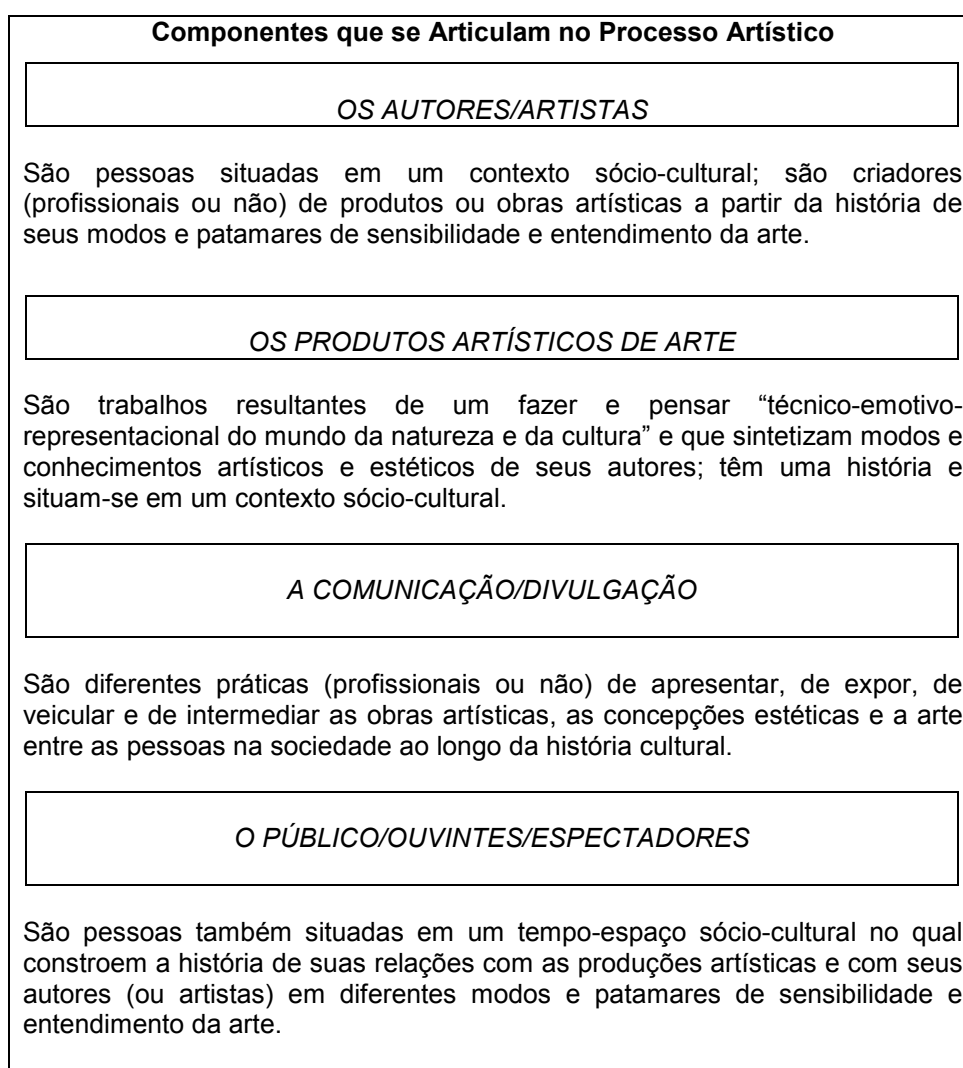 Componentes que se Articulam no Processo Artístico
OS AUTORES/ARTISTAS
São pessoas situadas em um contexto sócio-cultural; são criadores
(profissionais ou não) de produtos ou obras artísticas a partir da história de
seus modos e patamares de sensibilidade e entendimento da arte.
OS PRODUTOS ARTÍSTICOS DE ARTE
São trabalhos resultantes de um fazer e pensar “técnico-emotivo-
representacional do mundo da natureza e da cultura” e que sintetizam modos e
conhecimentos artísticos e estéticos de seus autores; têm uma história e
situam-se em um contexto sócio-cultural.
A COMUNICAÇÃO/DIVULGAÇÃO
São diferentes práticas (profissionais ou não) de apresentar, de expor, de
veicular e de intermediar as obras artísticas, as concepções estéticas e a arte
entre as pessoas na sociedade ao longo da história cultural.
O PÚBLICO/OUVINTES/ESPECTADORES
São pessoas também situadas em um tempo-espaço sócio-cultural no qual
constroem a história de suas relações com as produções artísticas e com seus
autores (ou artistas) em diferentes modos e patamares de sensibilidade e
entendimento da arte.